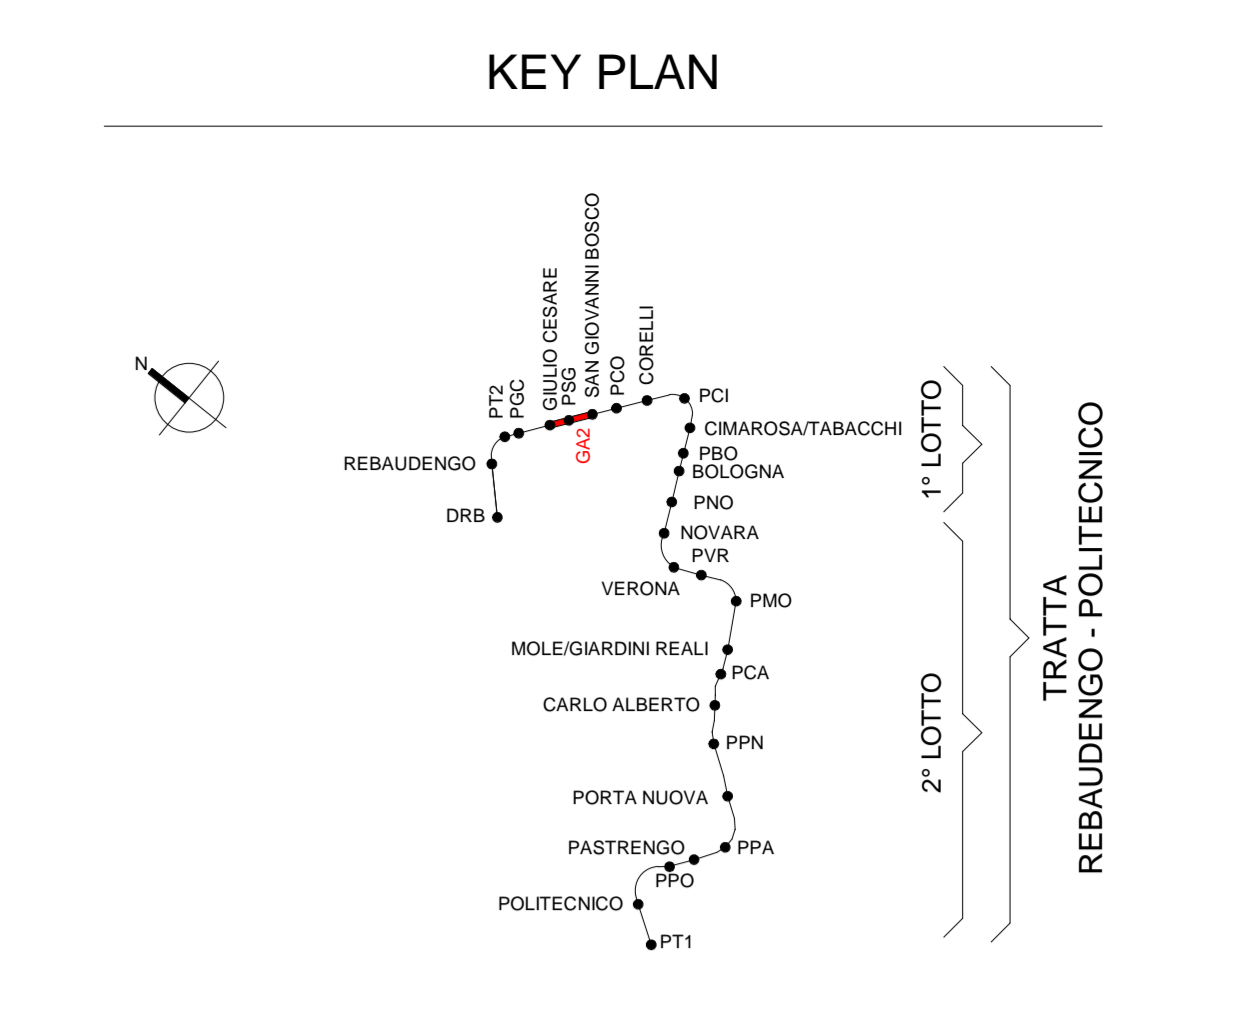 KEY PLAN
N
REBAUDENGO
DRB
PT2
PGC
GIULIO CESARE
PSG
GA2
SAN GIOVANNI BOSCO
PCO
CORELLI
PCI
CIMAROSA/TABACCHI
PBO
BOLOGNA
PNO
NOVARA
PVR
VERONA
PMO
MOLE/GIARDINI REALI
PCA
CARLO ALBERTO
PPN
PORTA NUOVA
PASTRENGO
PPA
PPO
POLITECNICO
PT1
1° LOTTO
2° LOTTO
TRATTA
REBAUDENGO - POLITECNICO